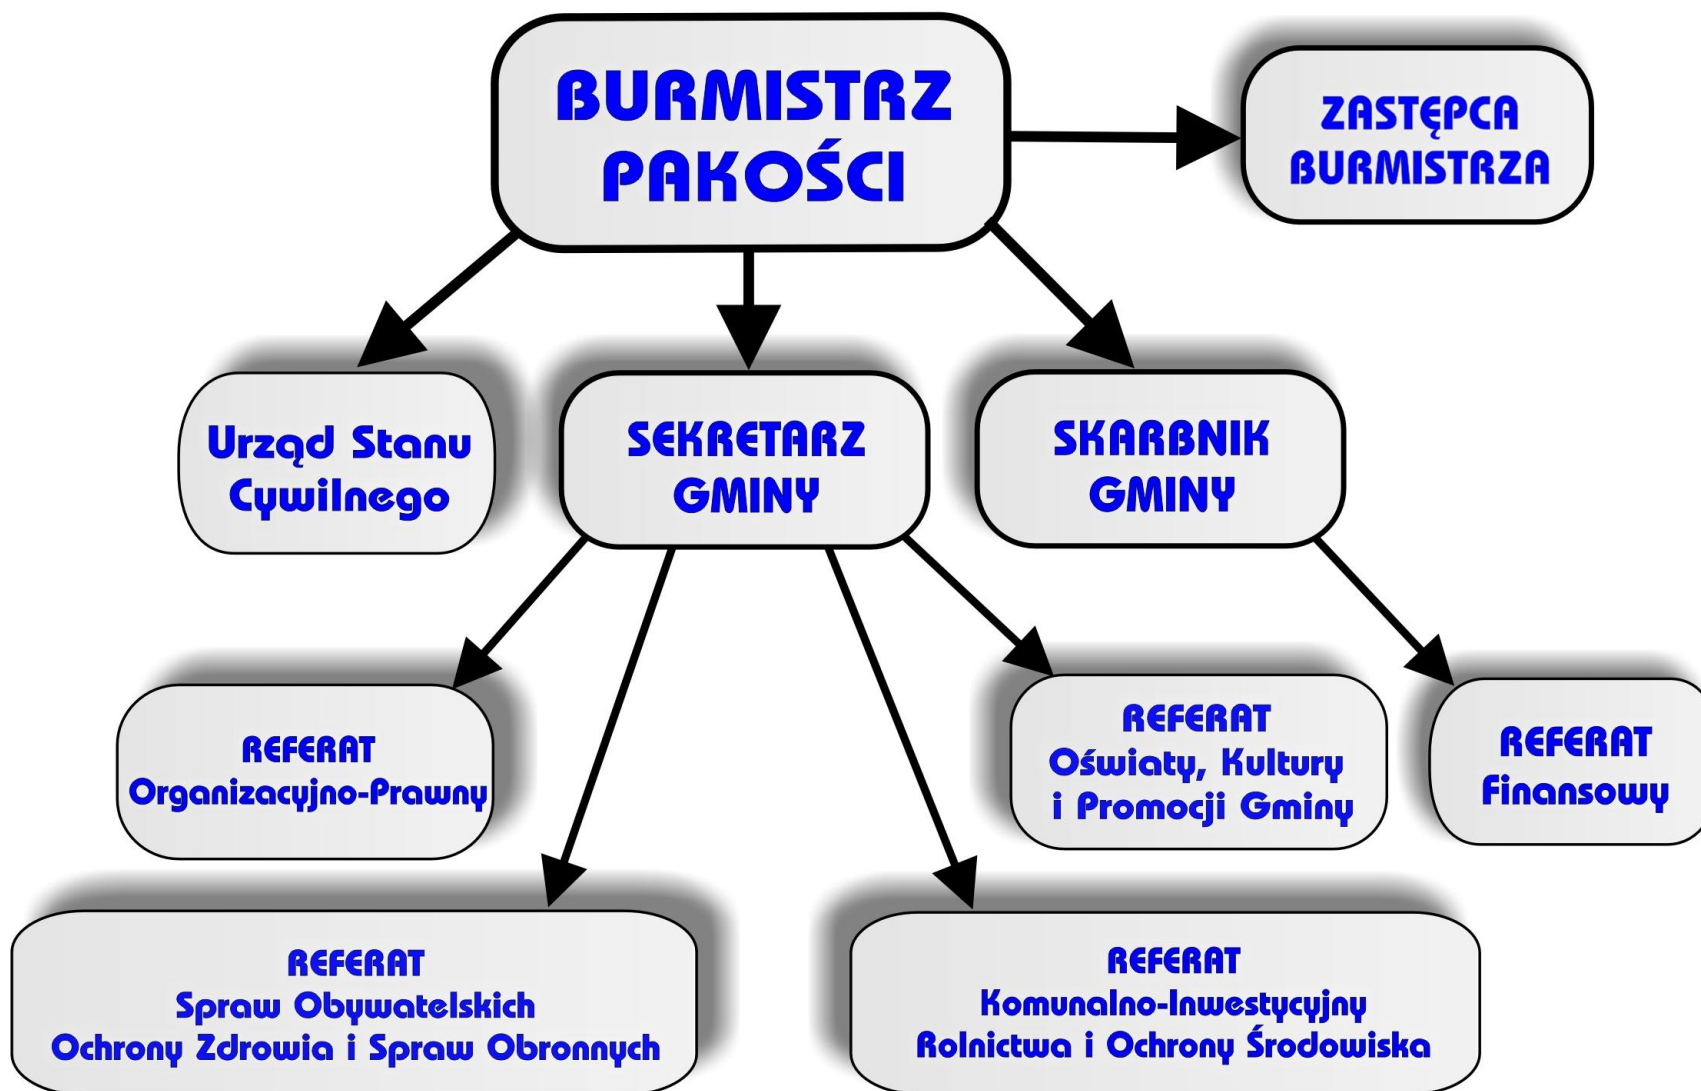 BURMISTRZ
PAKOŚCI
ZASTĘPCA
BURMISTRZA
Urząd Stanu
Cywilnego
SEKRETARZ
GMINY
SKARBNIK
GMINY
REFERAT
Organizacyjno-Prawny
REFERAT
Oświaty, Kultury
i Promocji Gminy
REFERAT
Finansowy
REFERAT
Spraw Obywatelskich
Ochrony Zdrowia i Spraw Obronnych
REFERAT
Komunalno-Inwestycyjny
Rolnictwa i Ochrony Środowiska